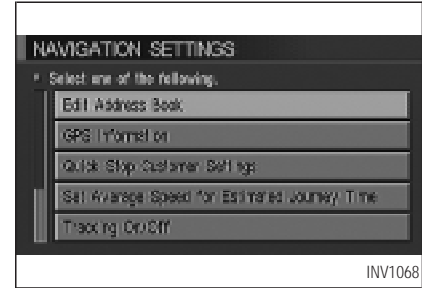 NAVIGATION SETTINGS
Select one of the following.
Edit Address Book
GPS Information
Quick Stop Customer Settings
Set Average Speed for Estimated Journey Time
Tracking On/Off
INV1068